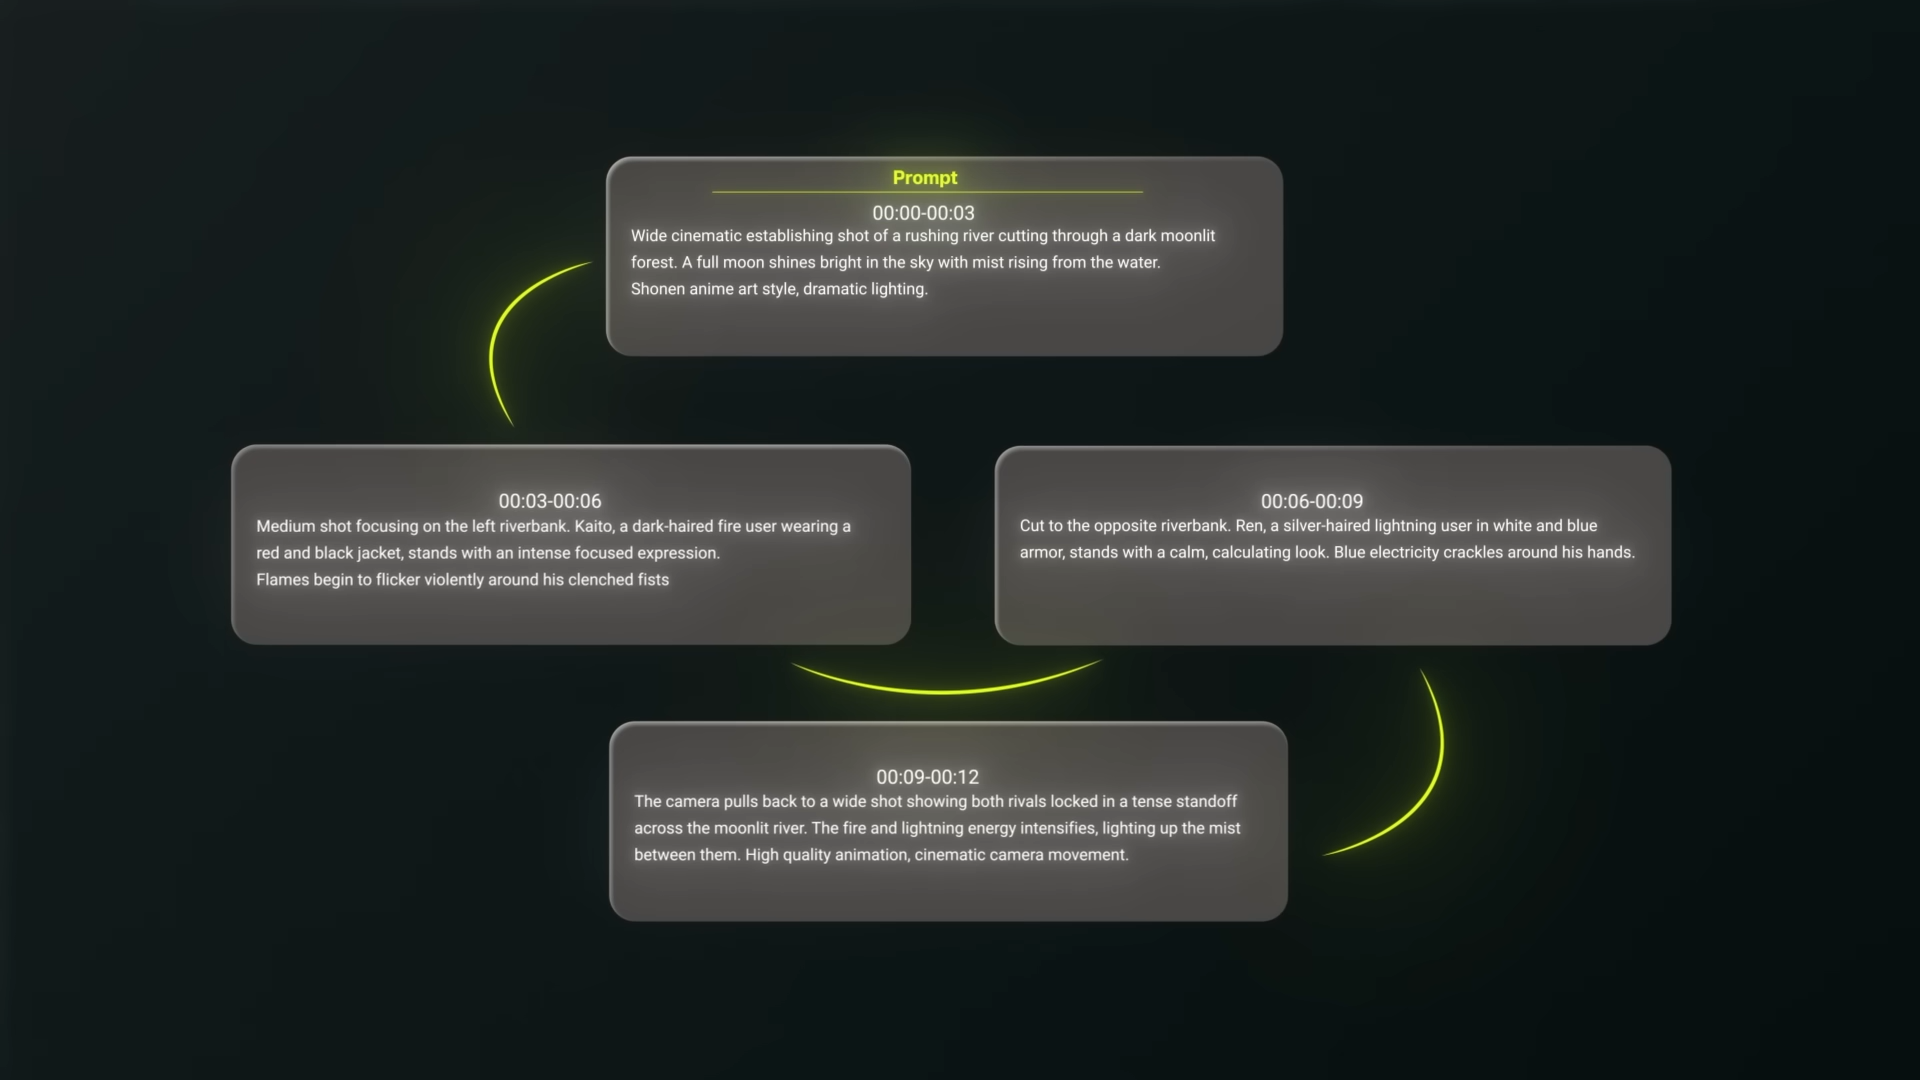 Prompt
00:00-00:03
Wide cinematic establishing shot of a rushing river cutting through a dark moonlit
forest. A full moon shines bright in the sky with mist rising from the water.
Shonen anime art style, dramatic lighting.
00:03-00:06
Medium shot focusing on the left riverbank. Kaito, a dark-haired fire user wearing a
red and black jacket, stands with an intense focused expression.
Flames begin to flicker violently around his clenched fists
00:06-00:09
Cut to the opposite riverbank. Ren, a silver-haired lightning user in white and blue
armor, stands with a calm, calculating look. Blue electricity crackles around his hands.
00:09-00:12
The camera pulls back to a wide shot showing both rivals locked in a tense standoff
across the moonlit river. The fire and lightning energy intensifies, lighting up the mist
between them. High quality animation, cinematic camera movement.